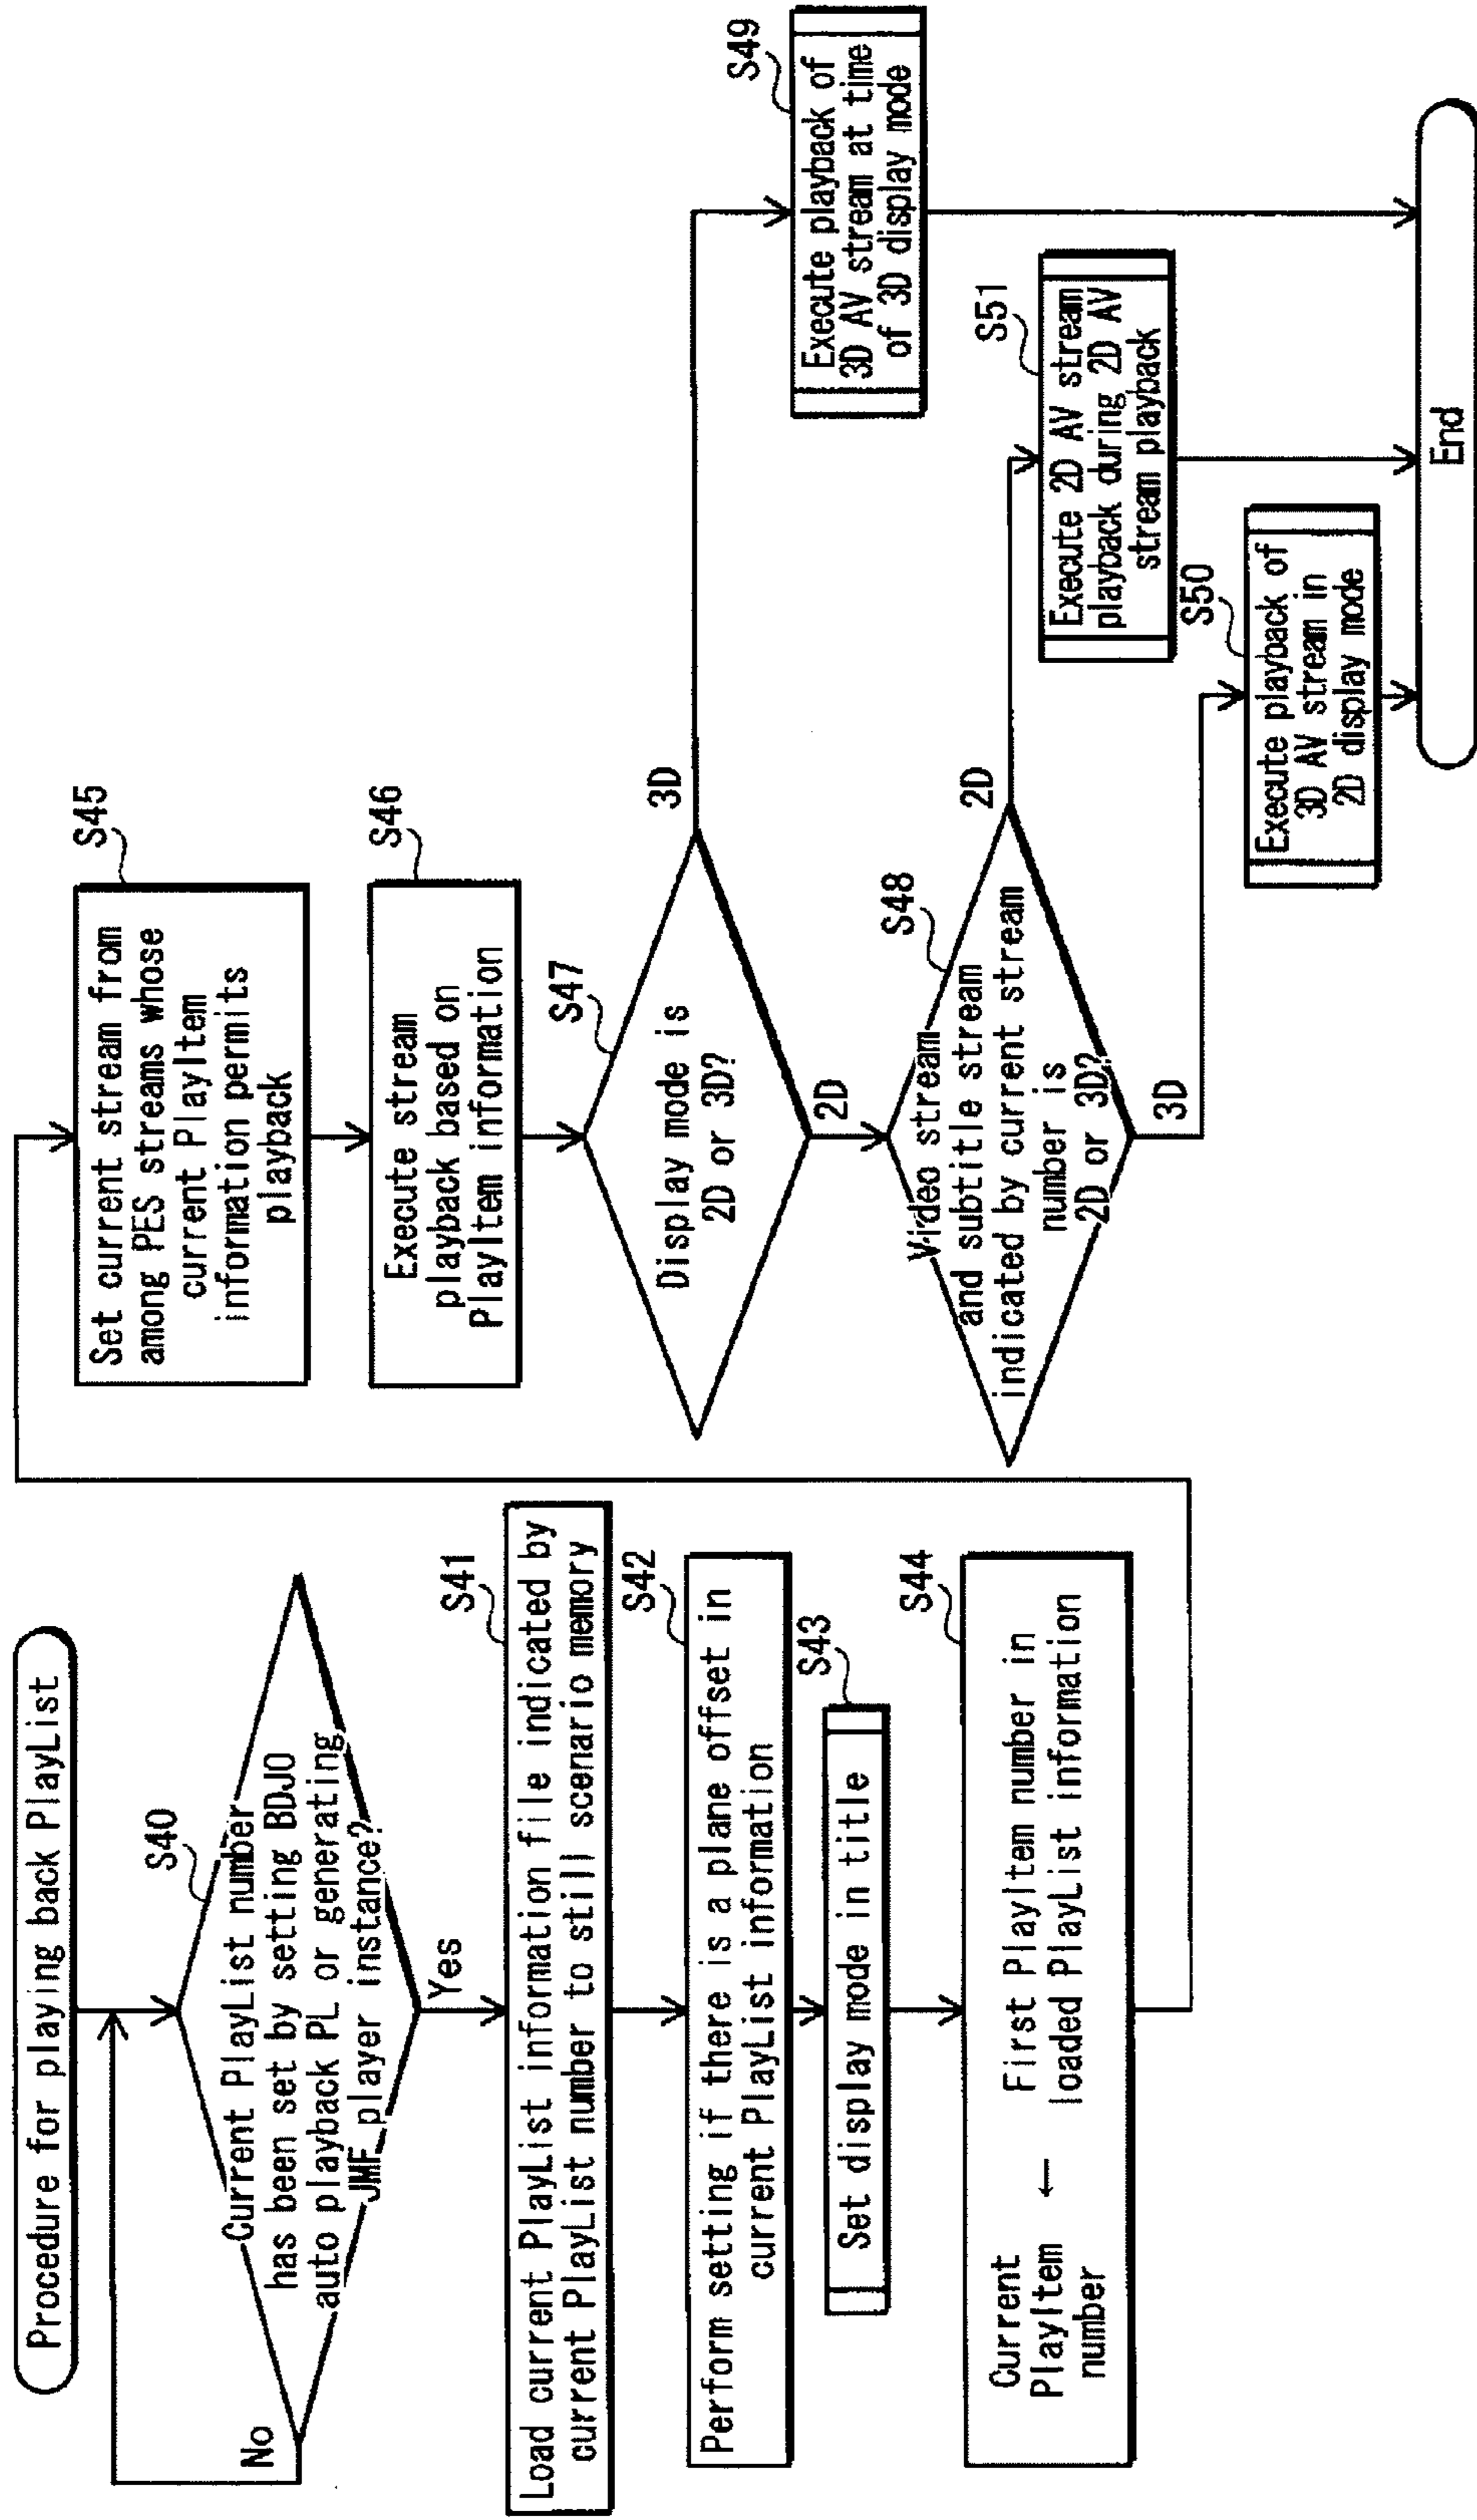 Procedure for playing back PlayList
S40
Current PlayList number
has been set by setting BDJO
auto playback PL or generating
JMF player instance?
No
Yes
S41
Load current PlayList information file indicated by
current PlayList number to still scenario memory
S42
Perform setting if there is a plane offset in
current PlayList information
S43
Set display mode in title
S44
Current
PlayItem
number
←
First PlayItem number in
loaded PlayList information
S45
Set current stream from
among PES streams whose
current PlayItem
information permits
playback
S46
Execute stream
playback based on
PlayItem information
S47
Display mode is
2D or 3D?
3D
2D
S48
Video stream
and subtitle stream
indicated by current stream
number is
2D or 3D?
2D
3D
S49
Execute playback of
3D AV stream at time
of 3D display mode
S51
Execute 2D AV stream
playback during 2D AV
stream playback
S50
Execute playback of
3D AV stream in
2D display mode
End